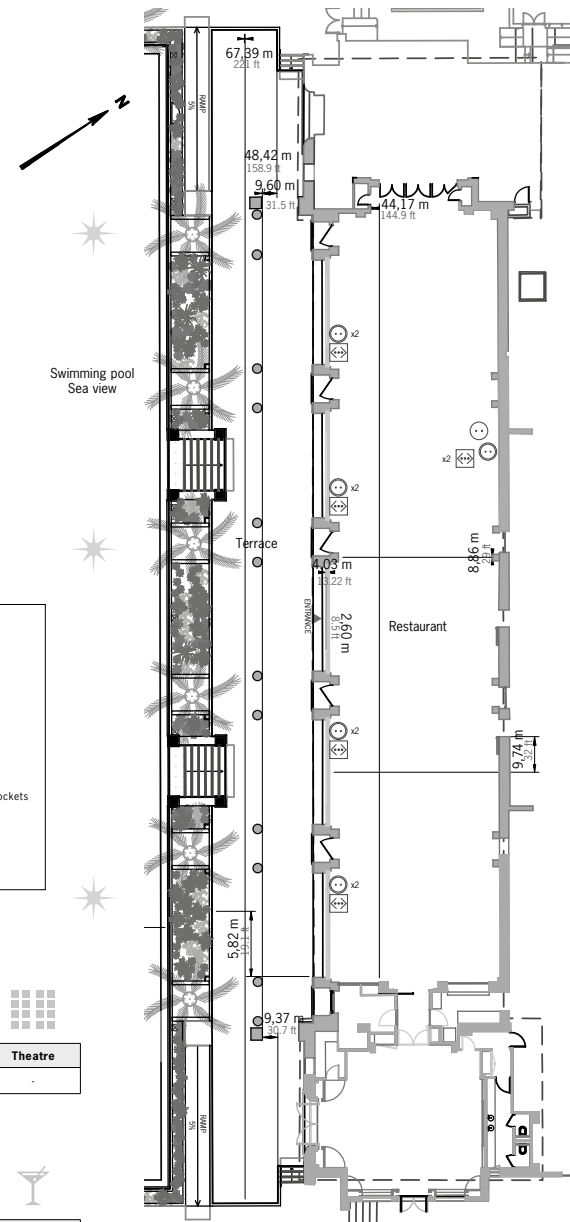 67,39 m
221 ft
RAMP
5%
N
48,42 m
158.9 ft
9,60 m
31.5 ft
44,17 m
144.9 ft
x2
Swimming pool
Sea view
x2
x2
Terrace
8,86 m
29 ft
4,03 m
13.22 ft
ENTRANCE
2,60 m
8.5 ft
Restaurant
x2
9,74 m
32 ft
ockets
x2
5,82 m
19.1 ft
9,37 m
30.7 ft
Theatre
-
RAMP
5%